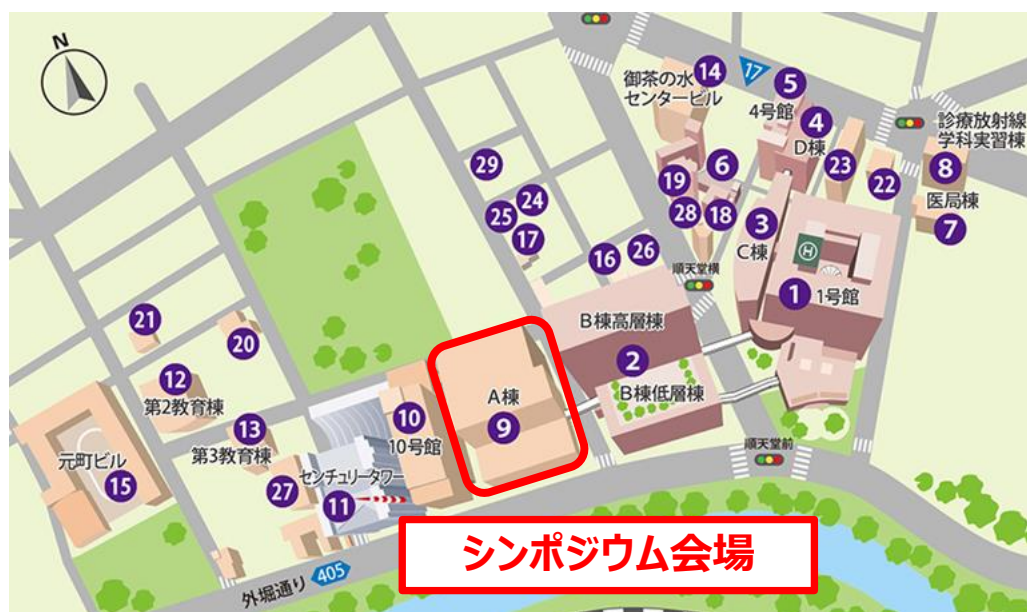 N
御茶の水
センタービル
14
17
5
4号館
4
D棟
診療放射線
学科実習棟
8
医局棟
7
23
22
6
19
28
18
3
C棟
29
24
25
17
16
26
順天堂横
1
1号館
B棟高層棟
2
B棟低層棟
21
20
12
第2教育棟
A棟
9
10
10号館
13
第3教育棟
元町ビル
15
27
センチュリータワー
11
順天堂前
シンポジウム会場
外堀通り
405